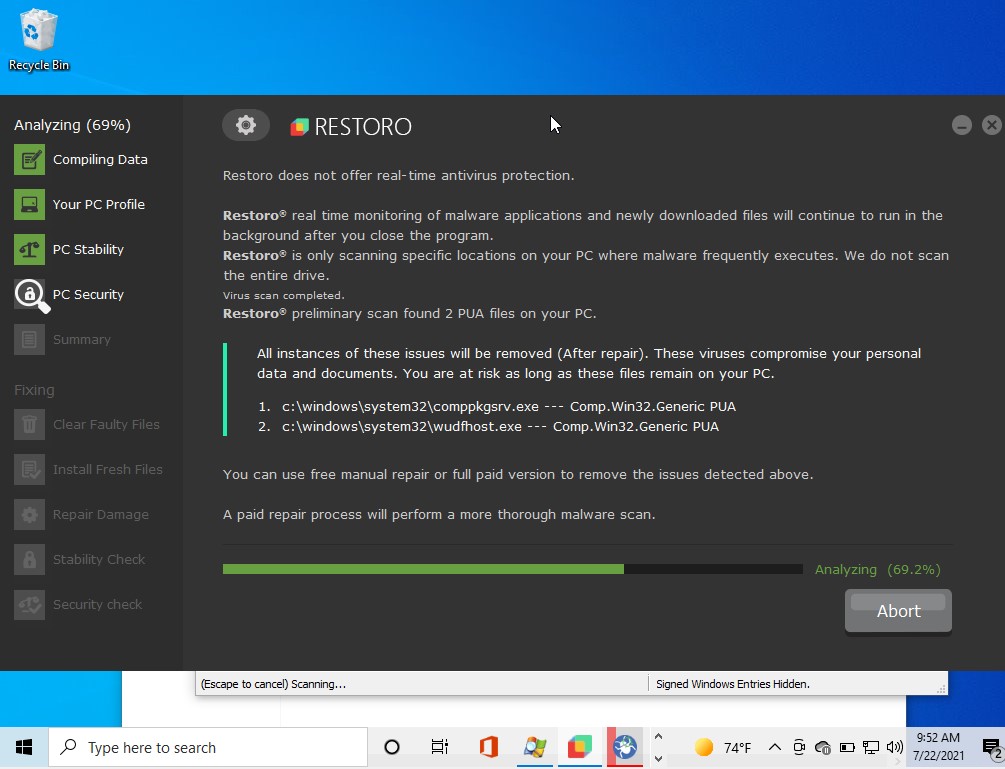 Recycle Bin
Analyzing (69%)
Compiling Data
Your PC Profile
PC Stability
PC Security
Summary
Fixing
Clear Faulty Files
Install Fresh Files
Repair Damage
Stability Check
Security check
RESTORO
Restoro does not offer real-time antivirus protection.
Restoro® real time monitoring of malware applications and newly downloaded files will continue to run in the
background after you close the program.
Restoro® is only scanning specific locations on your PC where malware frequently executes. We do not scan
the entire drive.
Virus scan completed.
Restoro® preliminary scan found 2 PUA files on your PC.
All instances of these issues will be removed (After repair). These viruses compromise your personal
data and documents. You are at risk as long as these files remain on your PC.
1. c:\windows\system32\comppkgsrv.exe --- Comp.Win32.Generic PUA
2. c:\windows\system32\wudfhost.exe --- Comp.Win32.Generic PUA
You can use free manual repair or full paid version to remove the issues detected above.
A paid repair process will perform a more thorough malware scan.
Analyzing (69.2%)
Abort
(Escape to cancel) Scanning... Signed Windows Entries Hidden.
Type here to search
74°F
9:52 AM
7/22/2021
2